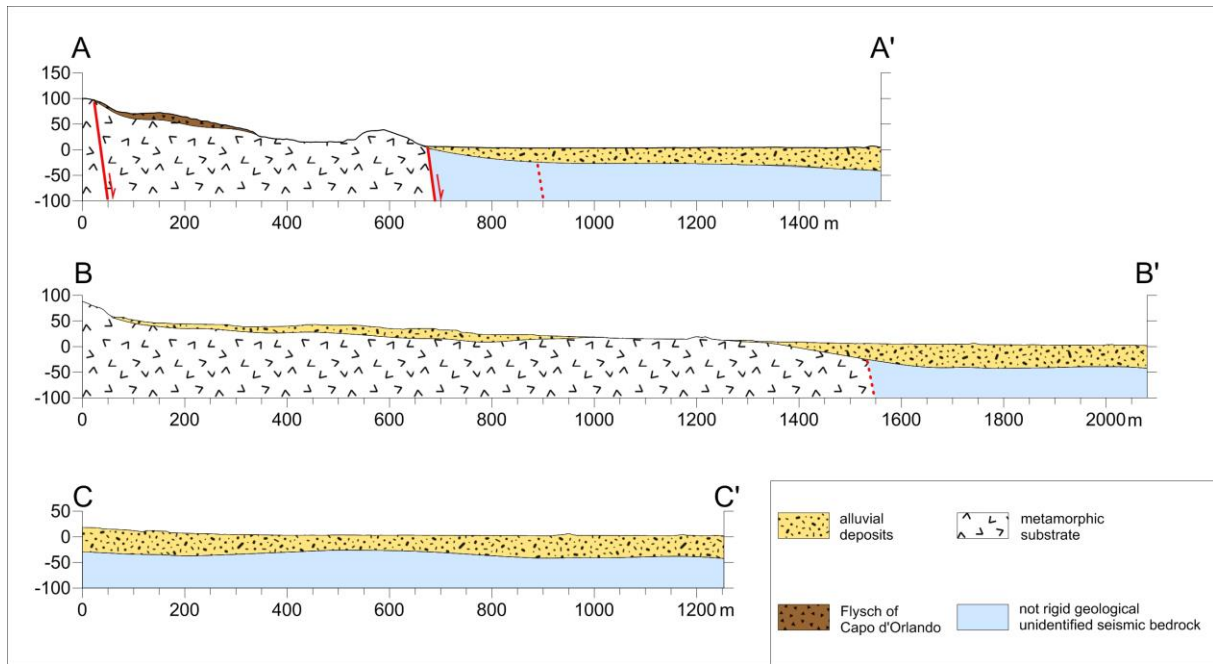 A A'
150
100
50
0
-50
-100
0 200 400 600 800 1000 1200 1400 m
B B'
100
50
0
-50
-100
0 200 400 600 800 1000 1200 1400 1600 1800 2000 m
C C'
50
0
-50
-100
0 200 400 600 800 1000 1200 m
alluvial
deposits
metamorphic
substrate
Flysch of
Capo d'Orlando
not rigid geological
unidentified seismic bedrock